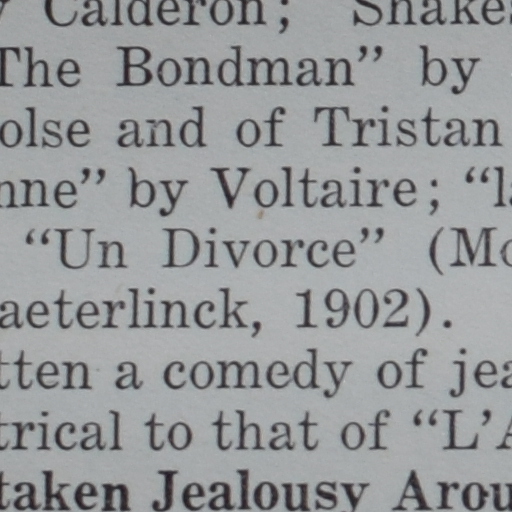 Calderon; Shakes
The Bondman” by
olse and of Tristan
nne” by Voltaire; “l
“Un Divorce” (Mo
aeterlinck, 1902).
tten a comedy of jea
trical to that of “L’A
taken Jealousy Arou